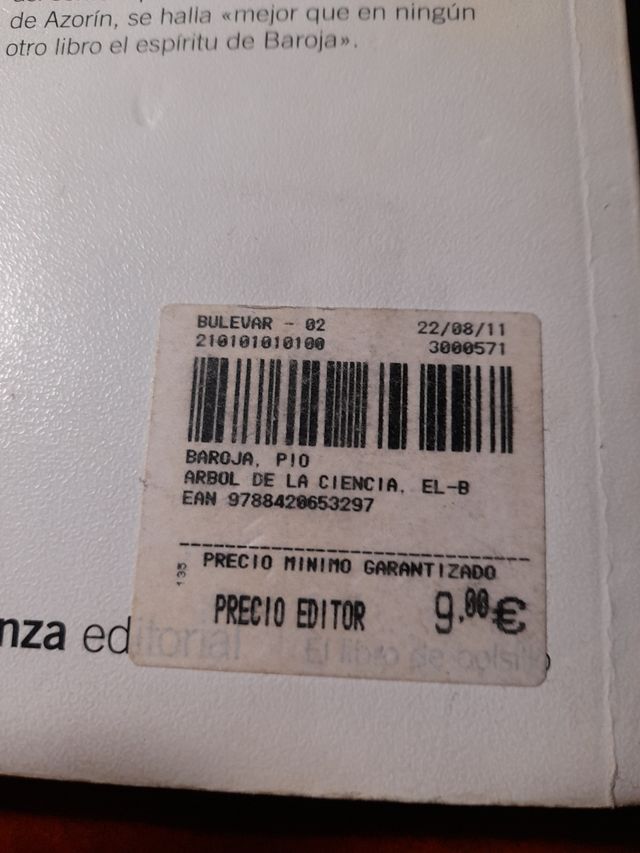 de Azorín, se halla «mejor que en ningún
otro libro el espíritu de Baroja».
BULEVAR - 02 22/08/11
210101010100 3000571
BAROJA, PIO
ARBOL DE LA CIENCIA, EL-B
EAN 9788420653297
PRECIO MINIMO GARANTIZADO
135
PRECIO EDITOR 9.00€
nza editorial El libro de bolsillo